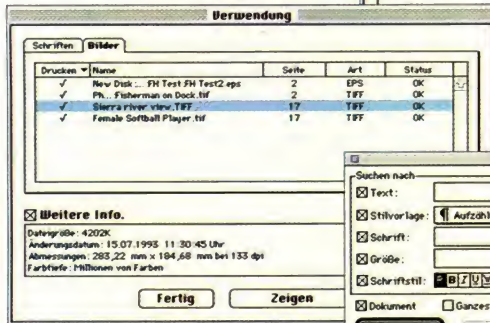 Verwendung
Schriften Bilder
Drucken Name Seite Art Status
✓ New Disk :... :FH Test:FH Test2.eps 2 EPS OK
✓ Ph... :Fisherman on Dock.tif 2 TIFF OK
✓ Sierra river view.TIFF 17 TIFF OK
✓ Female Softball Player.tif 17 TIFF OK
Weitere Info.
Dateigröße: 4202K
Änderungsdatum: 15.07.1993 11:30:45 Uhr
Abmessungen: 283,22 mm x 184,68 mm bei 133 dpi
Farbtiefe: Millionen von Farben
Fertig Zeigen
Suchen nach
Text:
Stilvorlage: ¶ Aufzähl
Schrift:
Größe:
Schriftstil: P B I U W
Dokument Ganzes